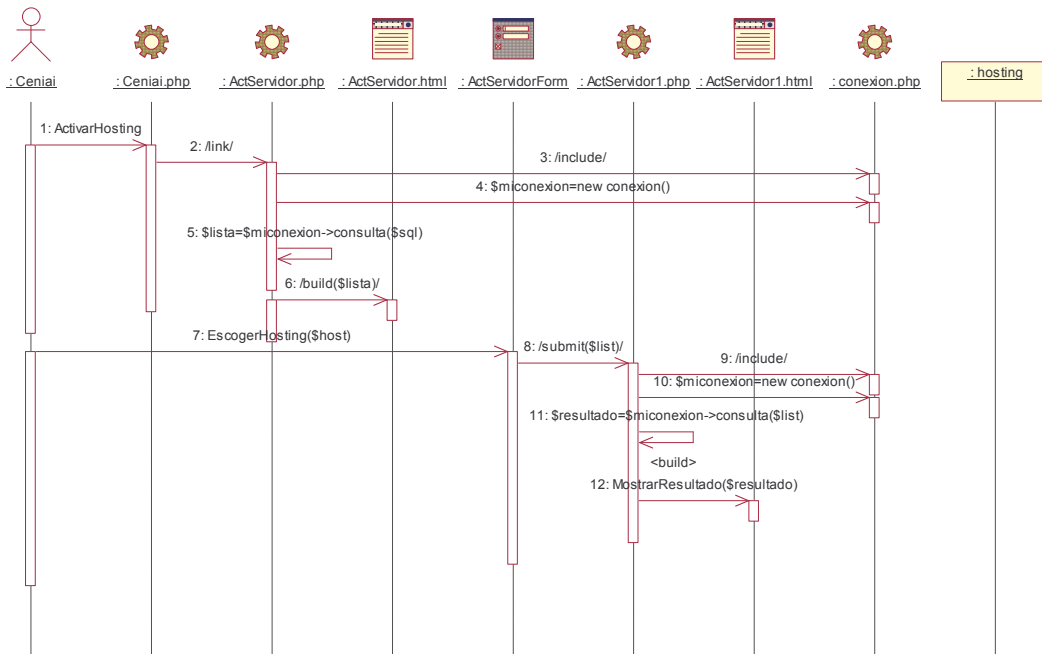 : Ceniai
: Ceniai.php
: ActServidor.php
: ActServidor.html
: ActServidorForm
: ActServidor1.php
: ActServidor1.html
: conexion.php
: hosting
1: ActivarHosting
2: /link/
3: /include/
4: $miconexion=new conexion()
5: $lista=$miconexion->consulta($sql)
6: /build($lista)/
7: EscogerHosting($host)
8: /submit($list)/
9: /include/
10: $miconexion=new conexion()
11: $resultado=$miconexion->consulta($list)
<build>
12: MostrarResultado($resultado)